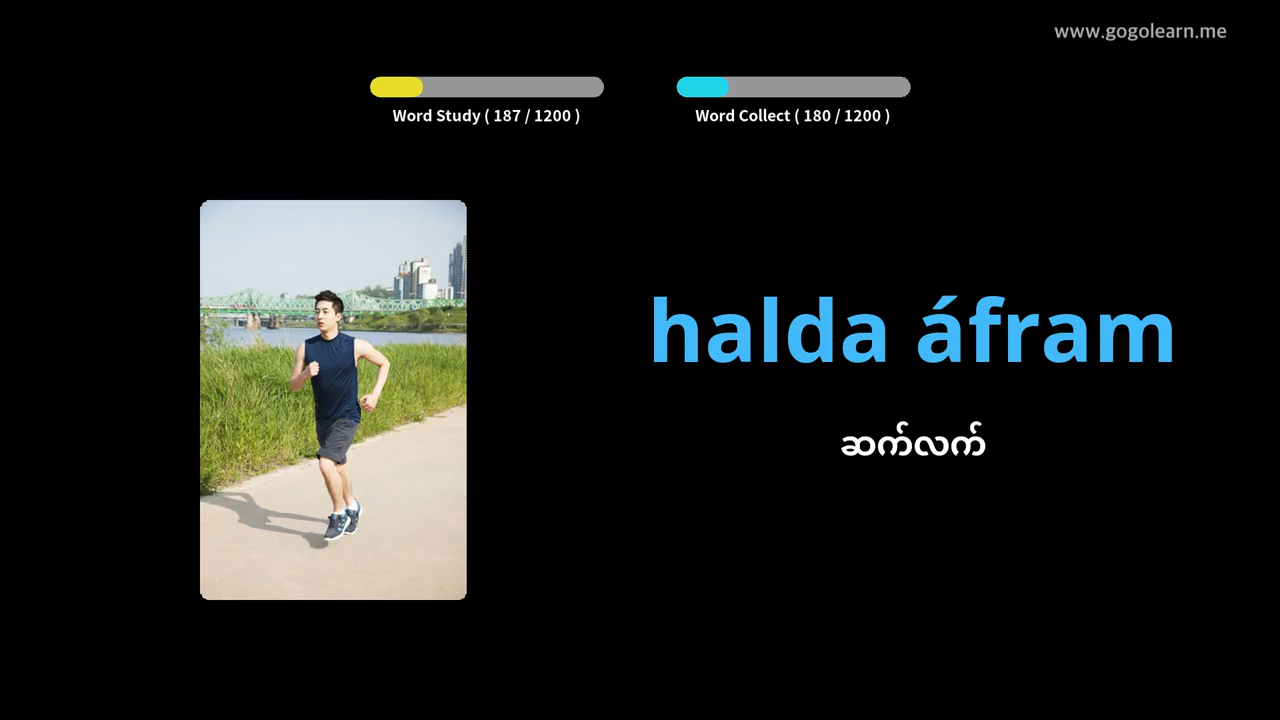 www.gogolearn.me
Word Study ( 187 / 1200 )
Word Collect ( 180 / 1200 )
halda áfram
ဆက်လက်